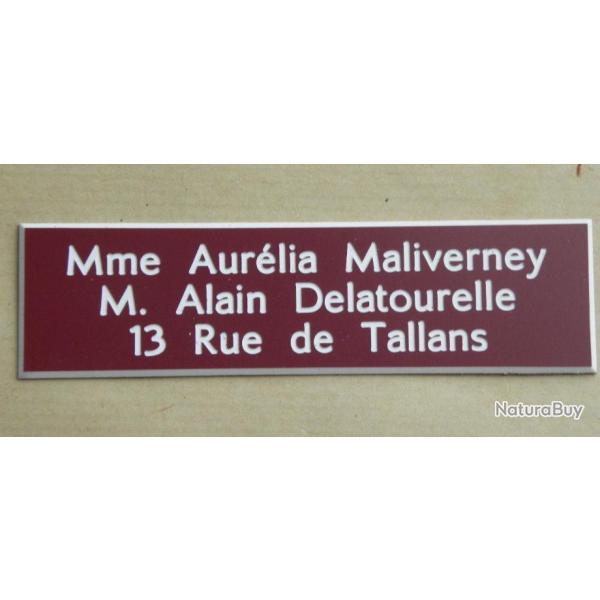 Mme Aurélia Maliverney
M. Alain Delatourelle
13 Rue de Tallans
NaturaBuy